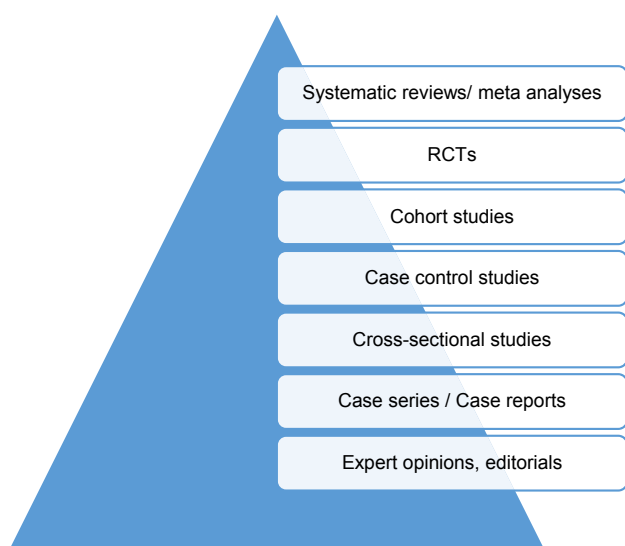 Systematic reviews/ meta analyses
RCTs
Cohort studies
Case control studies
Cross-sectional studies
Case series / Case reports
Expert opinions, editorials